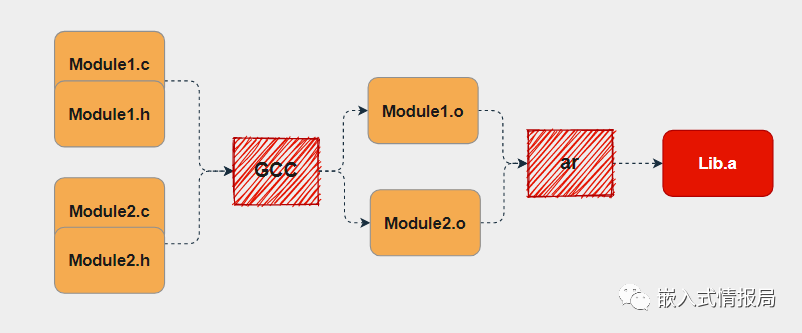 Module1.c
Module1.h
Module2.c
Module2.h
GCC
Module1.o
Module2.o
ar
Lib.a
嵌入式情报局